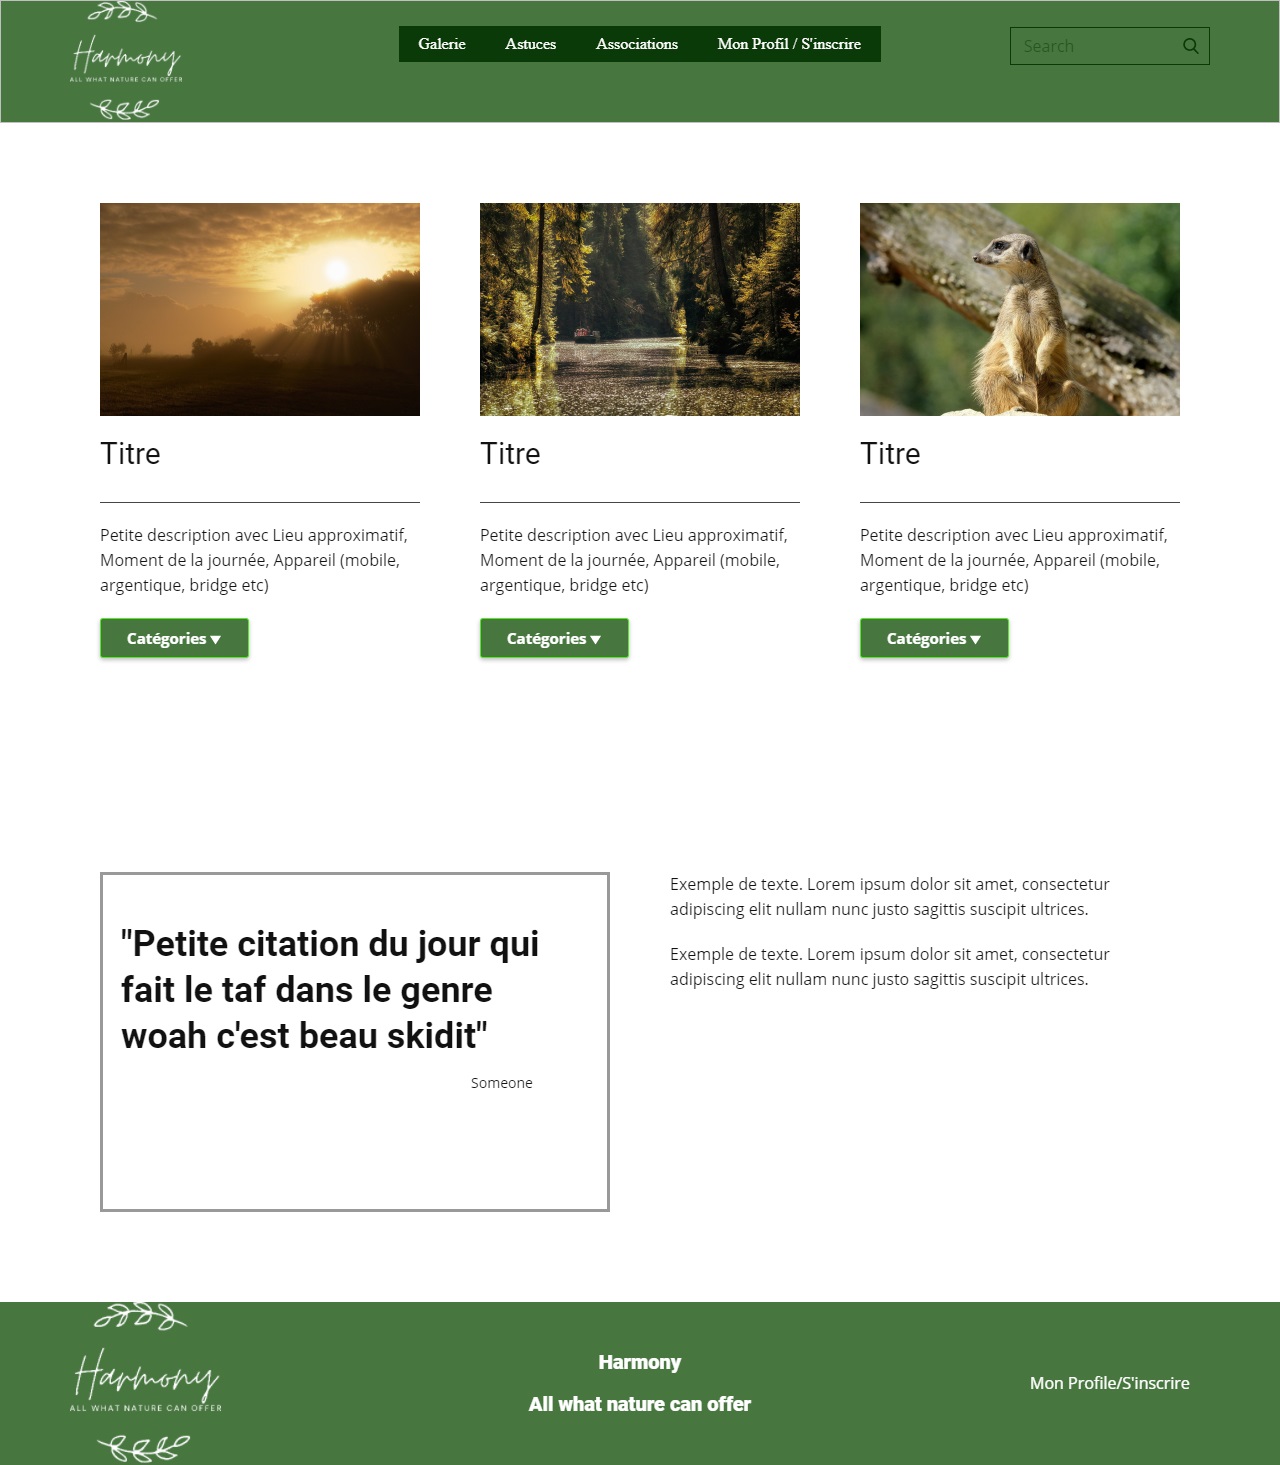 Harmony
ALL WHAT NATURE CAN OFFER
Galerie Astuces Associations Mon Profil / S'inscrire
Search
Titre
Petite description avec Lieu approximatif,
Moment de la journée, Appareil (mobile,
argentique, bridge etc)
Catégories
Titre
Petite description avec Lieu approximatif,
Moment de la journée, Appareil (mobile,
argentique, bridge etc)
Catégories
Titre
Petite description avec Lieu approximatif,
Moment de la journée, Appareil (mobile,
argentique, bridge etc)
Catégories
"Petite citation du jour qui
fait le taf dans le genre
woah c'est beau skidit"
Someone
Exemple de texte. Lorem ipsum dolor sit amet, consectetur
adipiscing elit nullam nunc justo sagittis suscipit ultrices.
Exemple de texte. Lorem ipsum dolor sit amet, consectetur
adipiscing elit nullam nunc justo sagittis suscipit ultrices.
Harmony
ALL WHAT NATURE CAN OFFER
Harmony
All what nature can offer
Mon Profile/S'inscrire